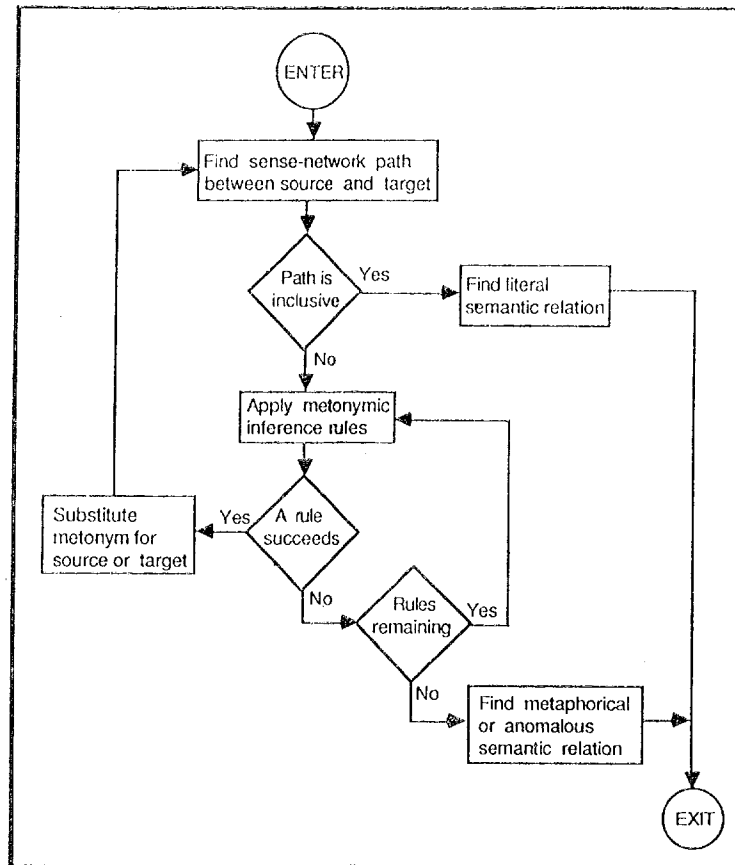 ENTER
Find sense-network path
between source and target
Path is
inclusive
Yes
Find literal
semantic relation
No
Apply metonymic
inference rules
Substitute
metonym for
source or target
Yes
A rule
succeeds
No
Rules
remaining
Yes
No
Find metaphorical
or anomalous
semantic relation
EXIT